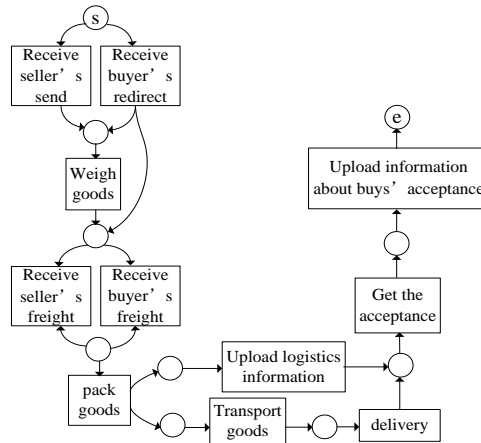 s
Receive
seller’s
send
Receive
buyer’s
redirect
Weigh
goods
Receive
seller’s
freight
Receive
buyer’s
freight
pack
goods
Upload logistics
information
Transport
goods
delivery
Get the
acceptance
Upload information
about buys’ acceptance
e